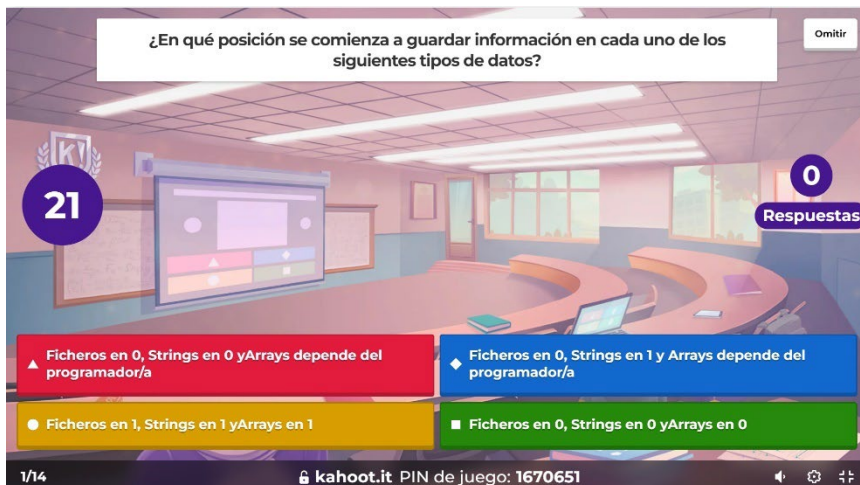 ¿En qué posición se comienza a guardar información en cada uno de los
siguientes tipos de datos?
Omitir
K!
21
0
Respuestas
Ficheros en 0, Strings en 0 yArrays depende del
programador/a
Ficheros en 0, Strings en 1 y Arrays depende del
programador/a
Ficheros en 1, Strings en 1 yArrays en 1
Ficheros en 0, Strings en 0 yArrays en 0
1/14
kahoot.it PIN de juego: 1670651